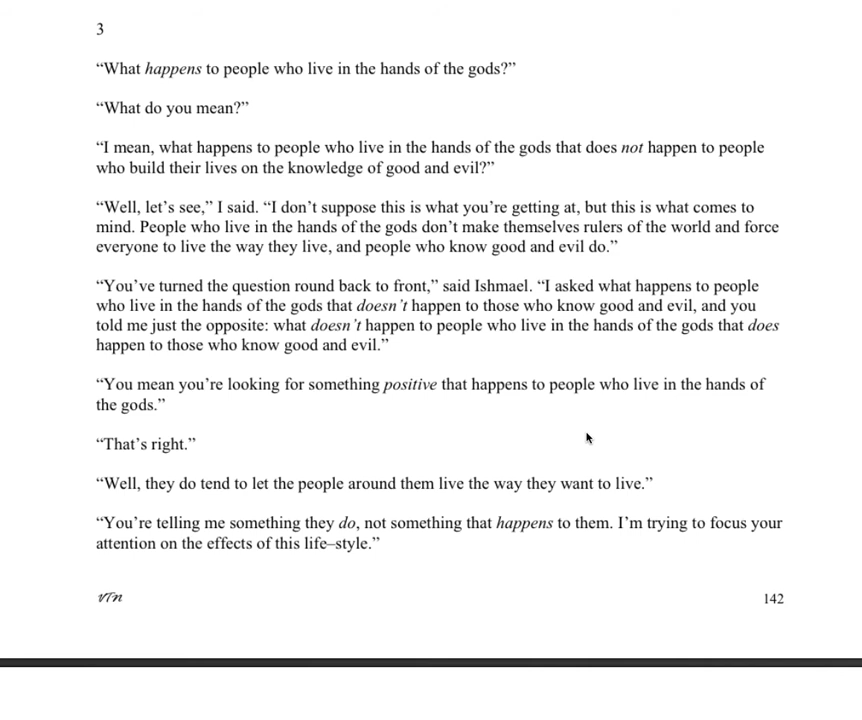 3
“What happens to people who live in the hands of the gods?”
“What do you mean?”
“I mean, what happens to people who live in the hands of the gods that does not happen to people
who build their lives on the knowledge of good and evil?”
“Well, let’s see,” I said. “I don’t suppose this is what you’re getting at, but this is what comes to
mind. People who live in the hands of the gods don’t make themselves rulers of the world and force
everyone to live the way they live, and people who know good and evil do.”
“You’ve turned the question round back to front,” said Ishmael. “I asked what happens to people
who live in the hands of the gods that doesn’t happen to those who know good and evil, and you
told me just the opposite: what doesn’t happen to people who live in the hands of the gods that does
happen to those who know good and evil.”
“You mean you’re looking for something positive that happens to people who live in the hands of
the gods.”
“That’s right.”
“Well, they do tend to let the people around them live the way they want to live.”
“You’re telling me something they do, not something that happens to them. I’m trying to focus your
attention on the effects of this life–style.”
142